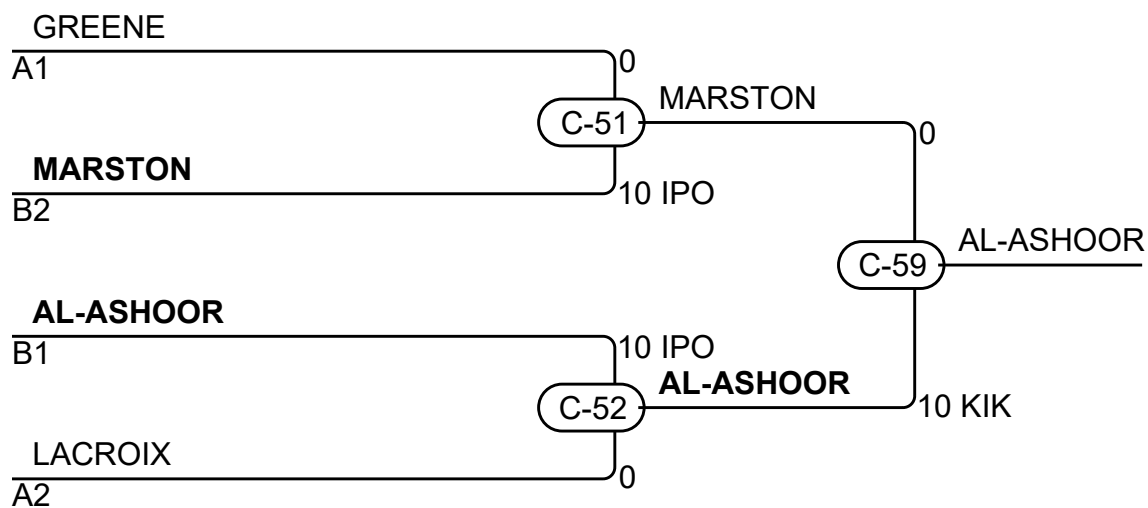 GREENE
A1
0
C-51
MARSTON
0
MARSTON
B2
10 IPO
C-59
AL-ASHOOR
AL-ASHOOR
B1
10 IPO
C-52
AL-ASHOOR
10 KIK
LACROIX
A2
0